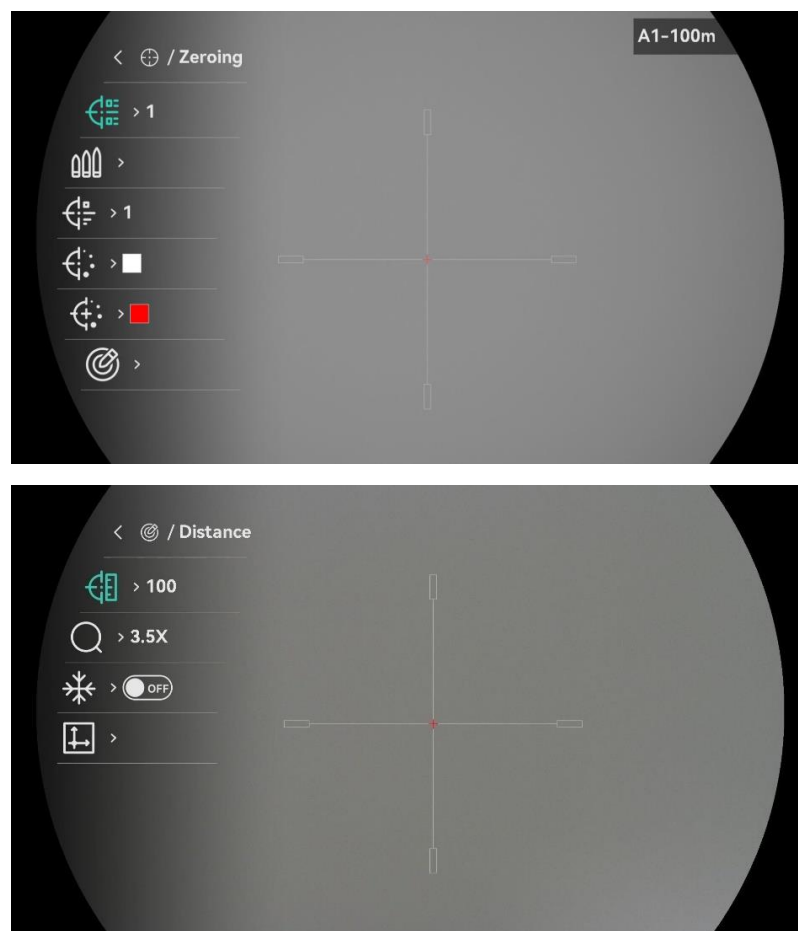 A1-100m
< / Zeroing
> 1
>
> 1
>
>
>
< / Distance
> 100
> 3.5X
> OFF
>